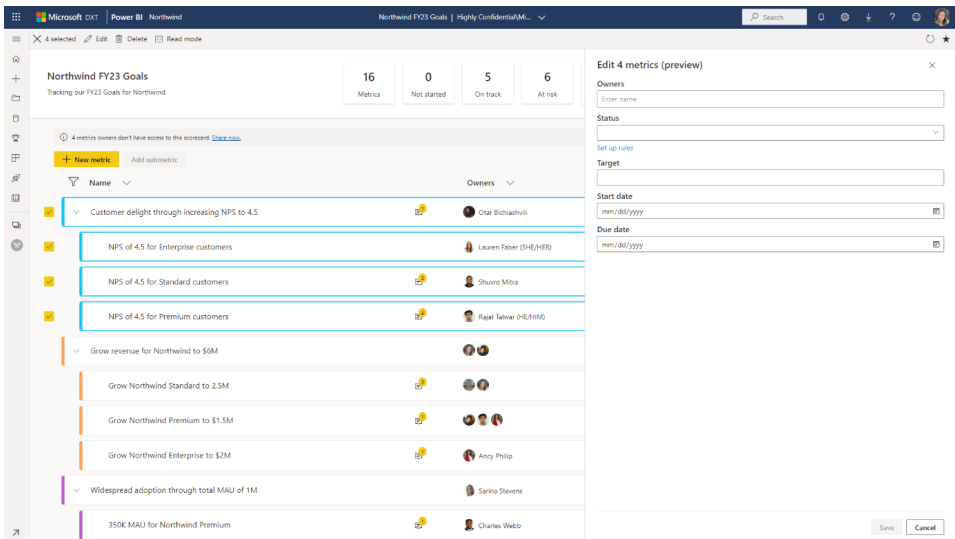 Microsoft DXT Power BI Northwind
Northwind FY23 Goals | Highly Confidential\Mi...
Search
4 selected Edit Delete Read mode
Northwind FY23 Goals
Tracking our FY23 Goals for Northwind
16
Metrics
0
Not started
5
On track
6
At risk
4 metrics owners don't have access to this scorecard. Share now.
New metric Add submetric
Name Owners
Customer delight through increasing NPS to 4.5 1 Otar Bichiashvili
NPS of 4.5 for Enterprise customers Lauren Faber (SHE/HER)
NPS of 4.5 for Standard customers 2 Shuvro Mitra
NPS of 4.5 for Premium customers 4 Rajat Talwar (HE/HIM)
Grow revenue for Northwind to $6M
Grow Northwind Standard to 2.5M
Grow Northwind Premium to $1.5M 1
Grow Northwind Enterprise to $2M 1 Ancy Philip
Widespread adoption through total MAU of 1M Sarina Stevens
350K MAU for Northwind Premium 1 Charles Webb
Edit 4 metrics (preview)
Owners
Enter name
Status
Set up rules
Target
Start date
mm/dd/yyyy
Due date
mm/dd/yyyy
Save Cancel